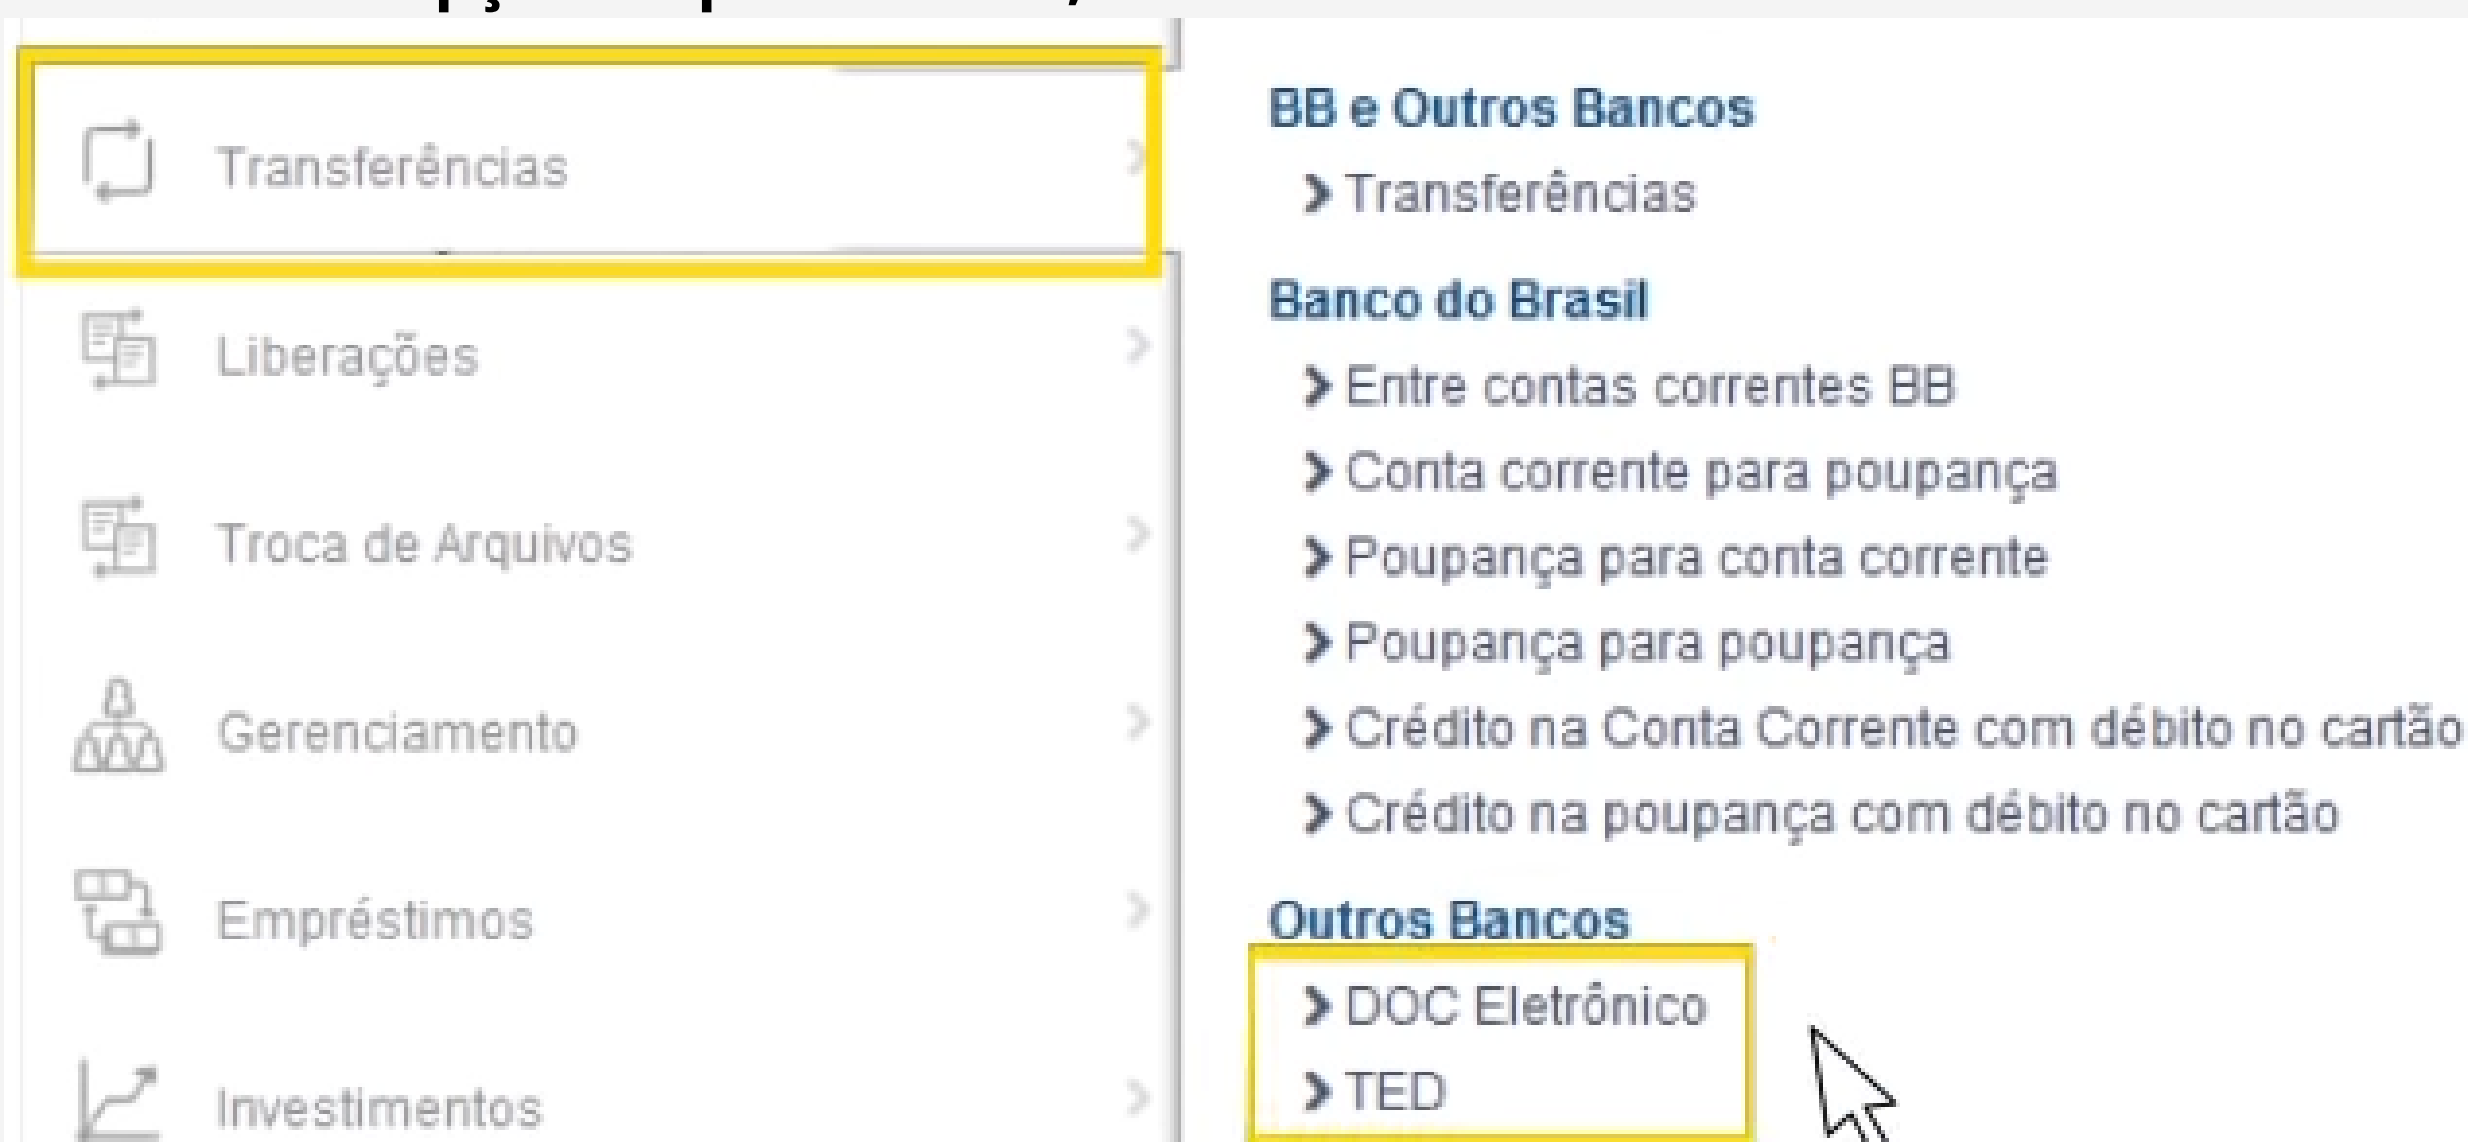 Transferências
Liberações
Troca de Arquivos
Gerenciamento
Empréstimos
Investimentos
BB e Outros Bancos
Transferências
Banco do Brasil
Entre contas correntes BB
Conta corrente para poupança
Poupança para conta corrente
Poupança para poupança
Crédito na Conta Corrente com débito no cartão
Crédito na poupança com débito no cartão
Outros Bancos
DOC Eletrônico
TED